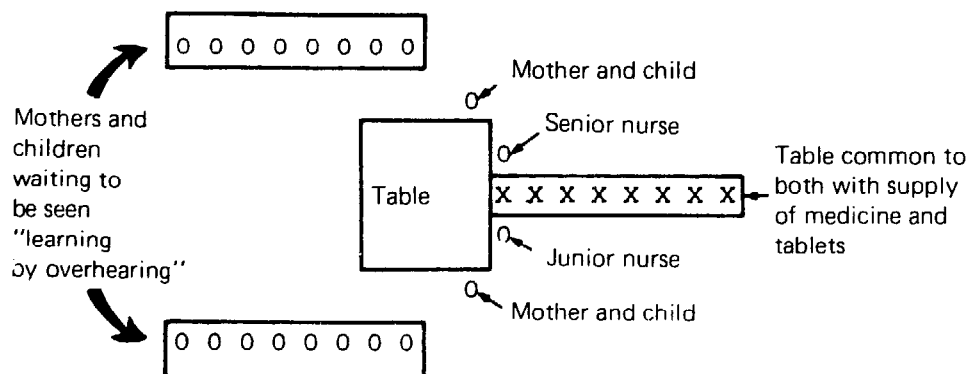 O O O O O O O O
Mother and child
O
Senior nurse
O
Mothers and
children
waiting to
be seen
"learning
by overhearing"
Table
X X X X X X X X
Table common to
both with supply
of medicine and
tablets
O
Junior nurse
O
Mother and child
O O O O O O O O